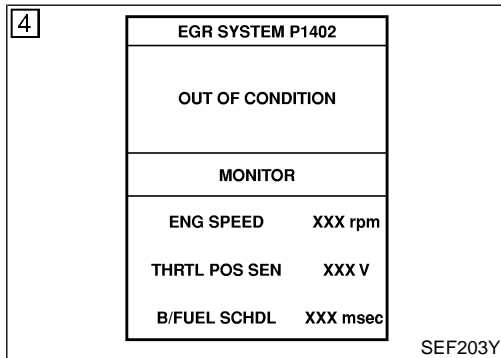 4
EGR SYSTEM P1402
OUT OF CONDITION
MONITOR
ENG SPEED XXX rpm
THRTL POS SEN XXX V
B/FUEL SCHDL XXX msec
SEF203Y